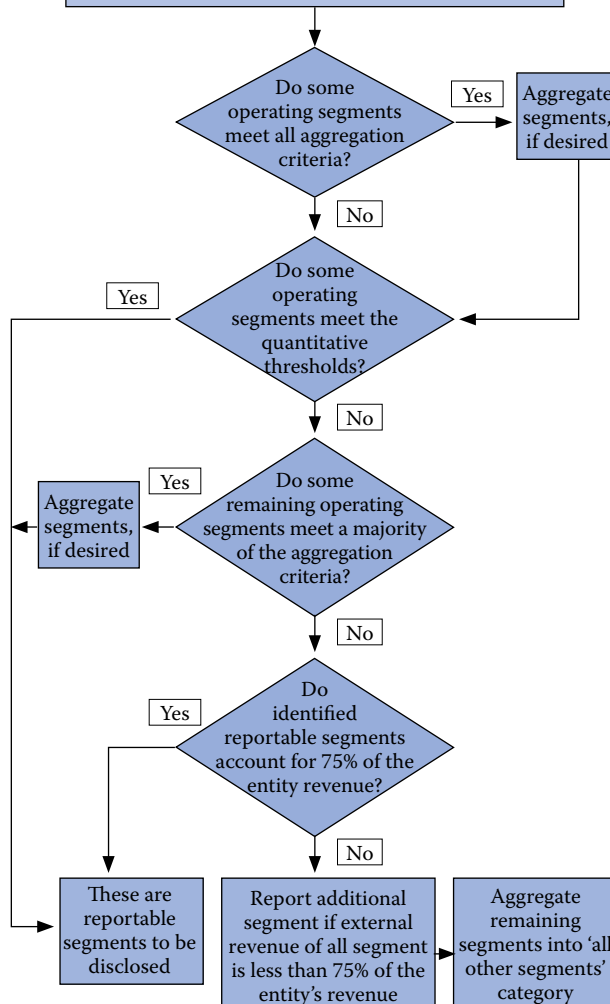 Do some
operating segments
meet all aggregation
criteria?
Yes
Aggregate
segments,
if desired
No
Do some
operating
segments meet the
quantitative
thresholds?
Yes
No
Do some
remaining operating
segments meet a majority
of the aggregation
criteria?
Yes
Aggregate
segments,
if desired
No
Do
identified
reportable segments
account for 75% of the
entity revenue?
Yes
No
These are
reportable
segments to be
disclosed
Report additional
segment if external
revenue of all segment
is less than 75% of the
entity's revenue
Aggregate
remaining
segments into 'all
other segments'
category